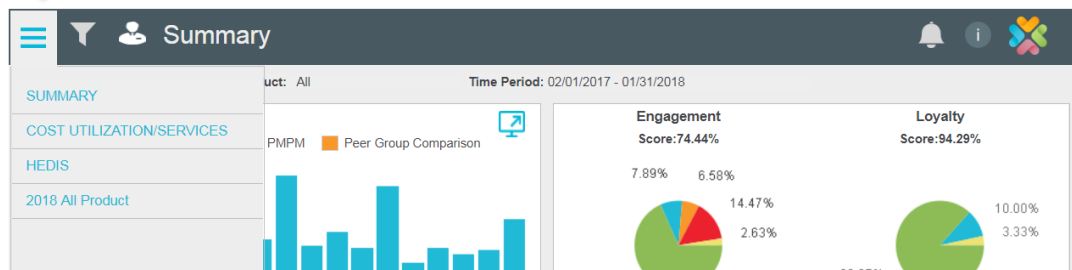 Summary
i
uct: All
Time Period: 02/01/2017 - 01/31/2018
SUMMARY
COST UTILIZATION/SERVICES
HEDIS
2018 All Product
PMPM
Peer Group Comparison
Engagement
Score:74.44%
7.89%
6.58%
14.47%
2.63%
Loyalty
Score:94.29%
10.00%
3.33%